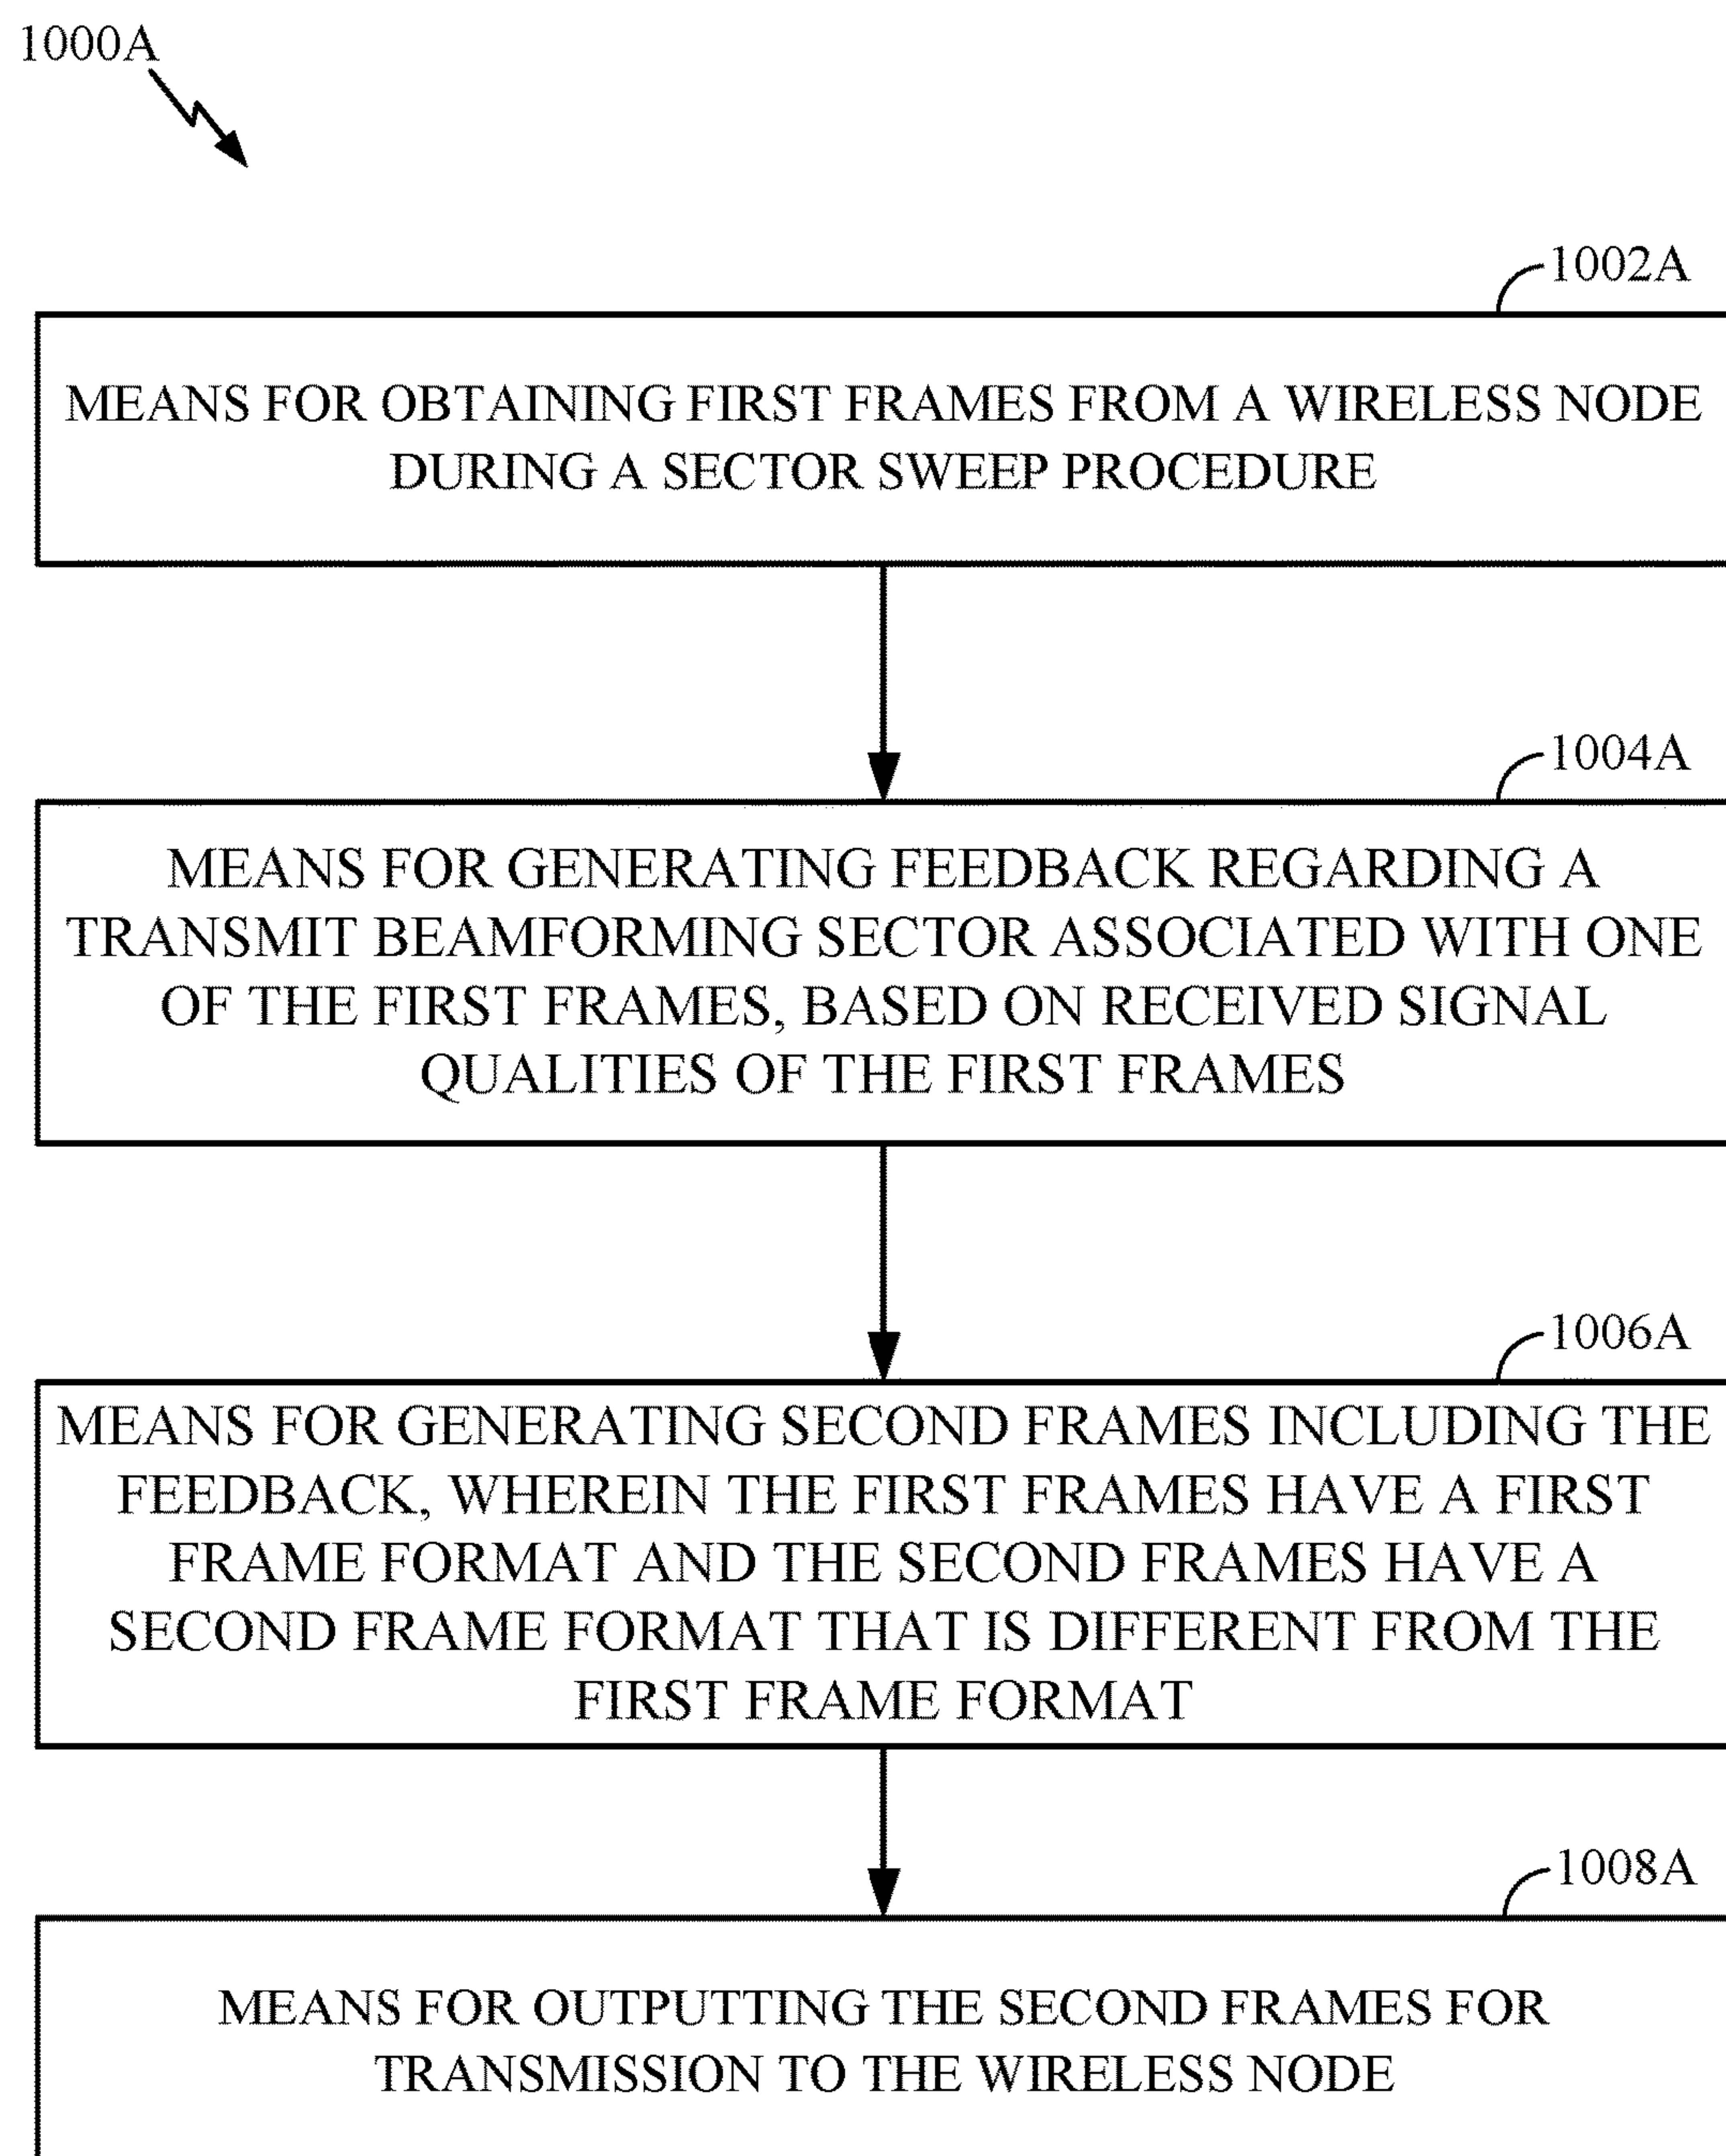 1000A
1002A
MEANS FOR OBTAINING FIRST FRAMES FROM A WIRELESS NODE
DURING A SECTOR SWEEP PROCEDURE
1004A
MEANS FOR GENERATING FEEDBACK REGARDING A
TRANSMIT BEAMFORMING SECTOR ASSOCIATED WITH ONE
OF THE FIRST FRAMES, BASED ON RECEIVED SIGNAL
QUALITIES OF THE FIRST FRAMES
1006A
MEANS FOR GENERATING SECOND FRAMES INCLUDING THE
FEEDBACK, WHEREIN THE FIRST FRAMES HAVE A FIRST
FRAME FORMAT AND THE SECOND FRAMES HAVE A
SECOND FRAME FORMAT THAT IS DIFFERENT FROM THE
FIRST FRAME FORMAT
1008A
MEANS FOR OUTPUTTING THE SECOND FRAMES FOR
TRANSMISSION TO THE WIRELESS NODE